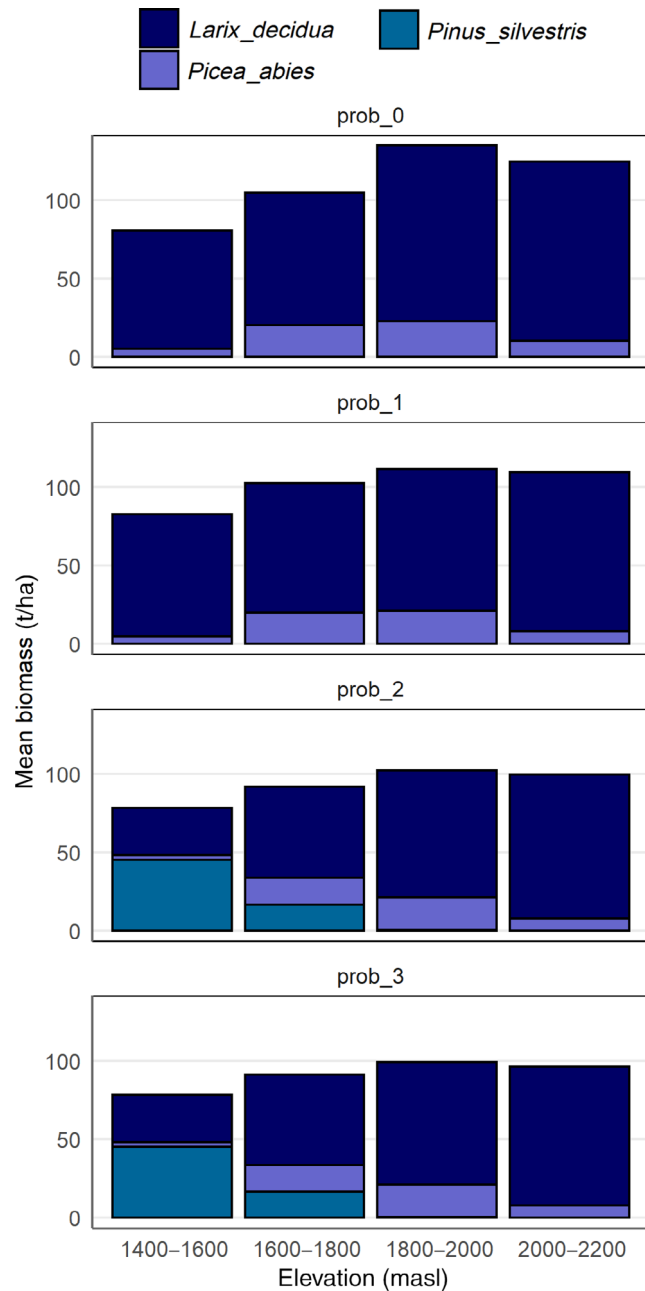 Larix_decidua
Pinus_silvestris
Picea_abies
prob_0
100
50
0
prob_1
100
50
0
prob_2
100
50
0
prob_3
100
50
0
Mean biomass (t/ha)
1400–1600 1600–1800 1800–2000 2000–2200
Elevation (masl)